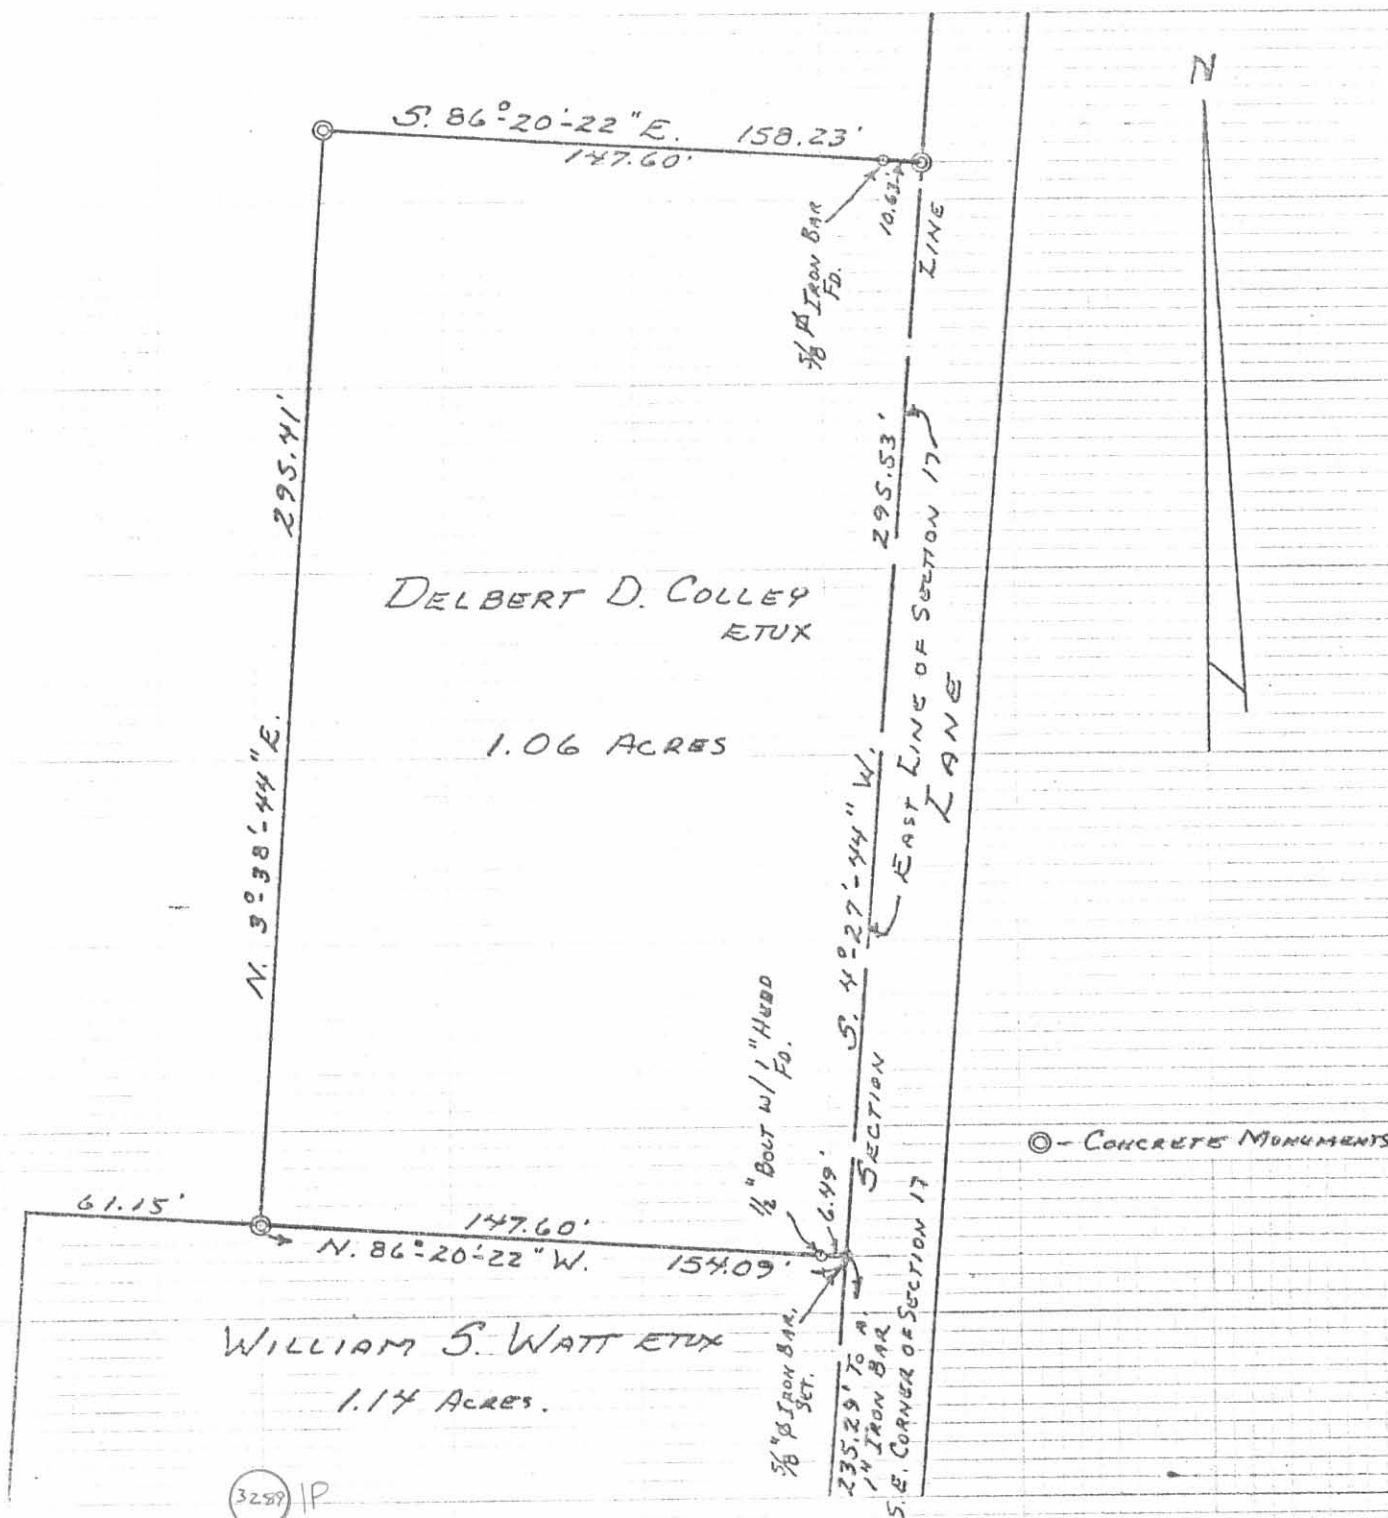 N
S. 86°-20'-22" E. 158.23'
147.60'
10.63'
5/8" Ø IRON BAR
FD.
LINE
295.41'
N. 3°-38'-44" E.
295.53'
S. 4°-27'-44" W.
EAST LINE OF SECTION 17
LANE
DELBERT D. COLLEY
ETUX
1.06 ACRES
1/2" BOLT W/ 1" HEAD
FD.
6.49'
SECTION
◎ - CONCRETE MONUMENTS
61.15'
147.60'
N. 86°-20'-22" W. 154.09'
WILLIAM S. WATT ETUX
1.14 ACRES.
5/8" Ø IRON BAR,
SET.
235.29' TO A
1" IRON BAR
S.E. CORNER OF SECTION 17
3289 1P